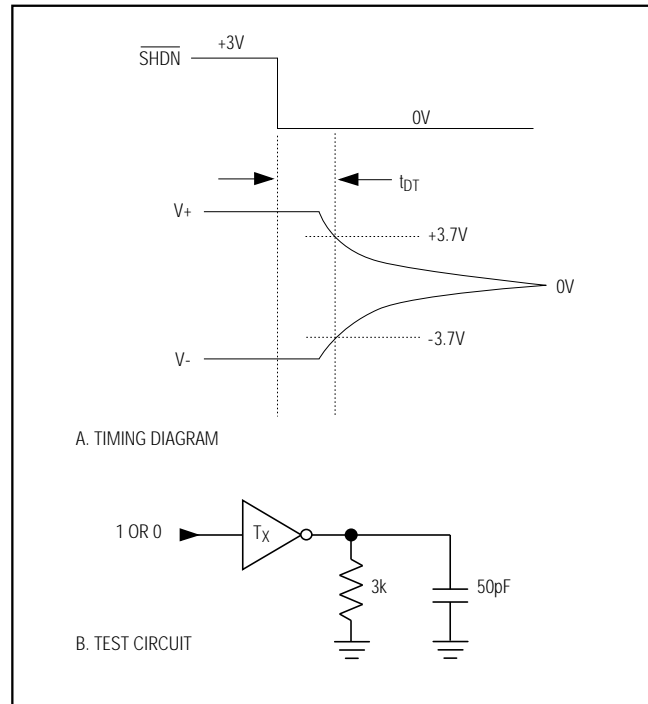 +3V
SHDN
0V
tDT
V+
+3.7V
0V
-3.7V
V-
A. TIMING DIAGRAM
1 OR 0
TX
3k
50pF
B. TEST CIRCUIT